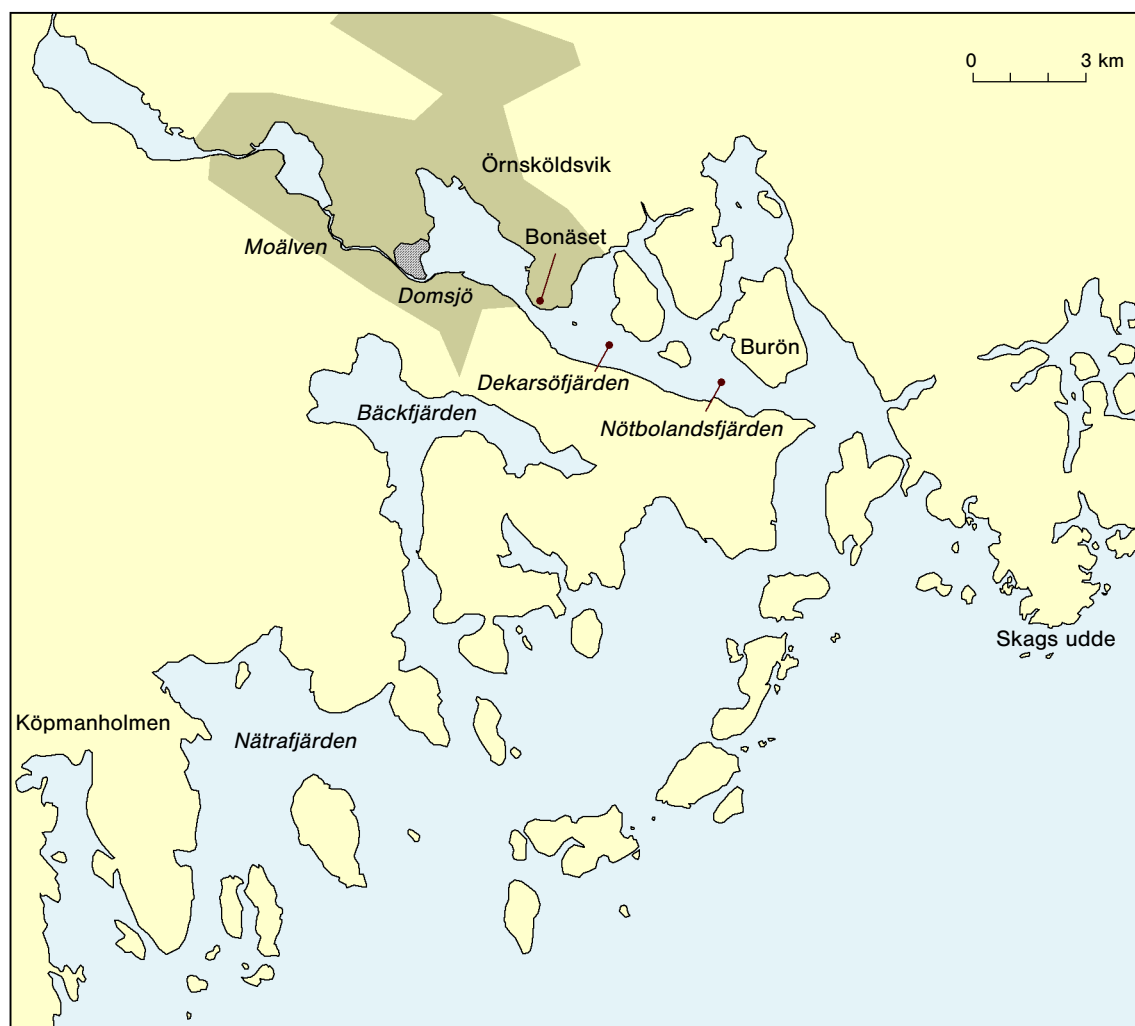 0 3 km
Örnsköldsvik
Bonäset
Moälven
Domsjö
Burön
Dekarsöfjärden
Bäckfjärden
Nötbolandsfjärden
Skags udde
Köpmanholmen
Nätrafjärden